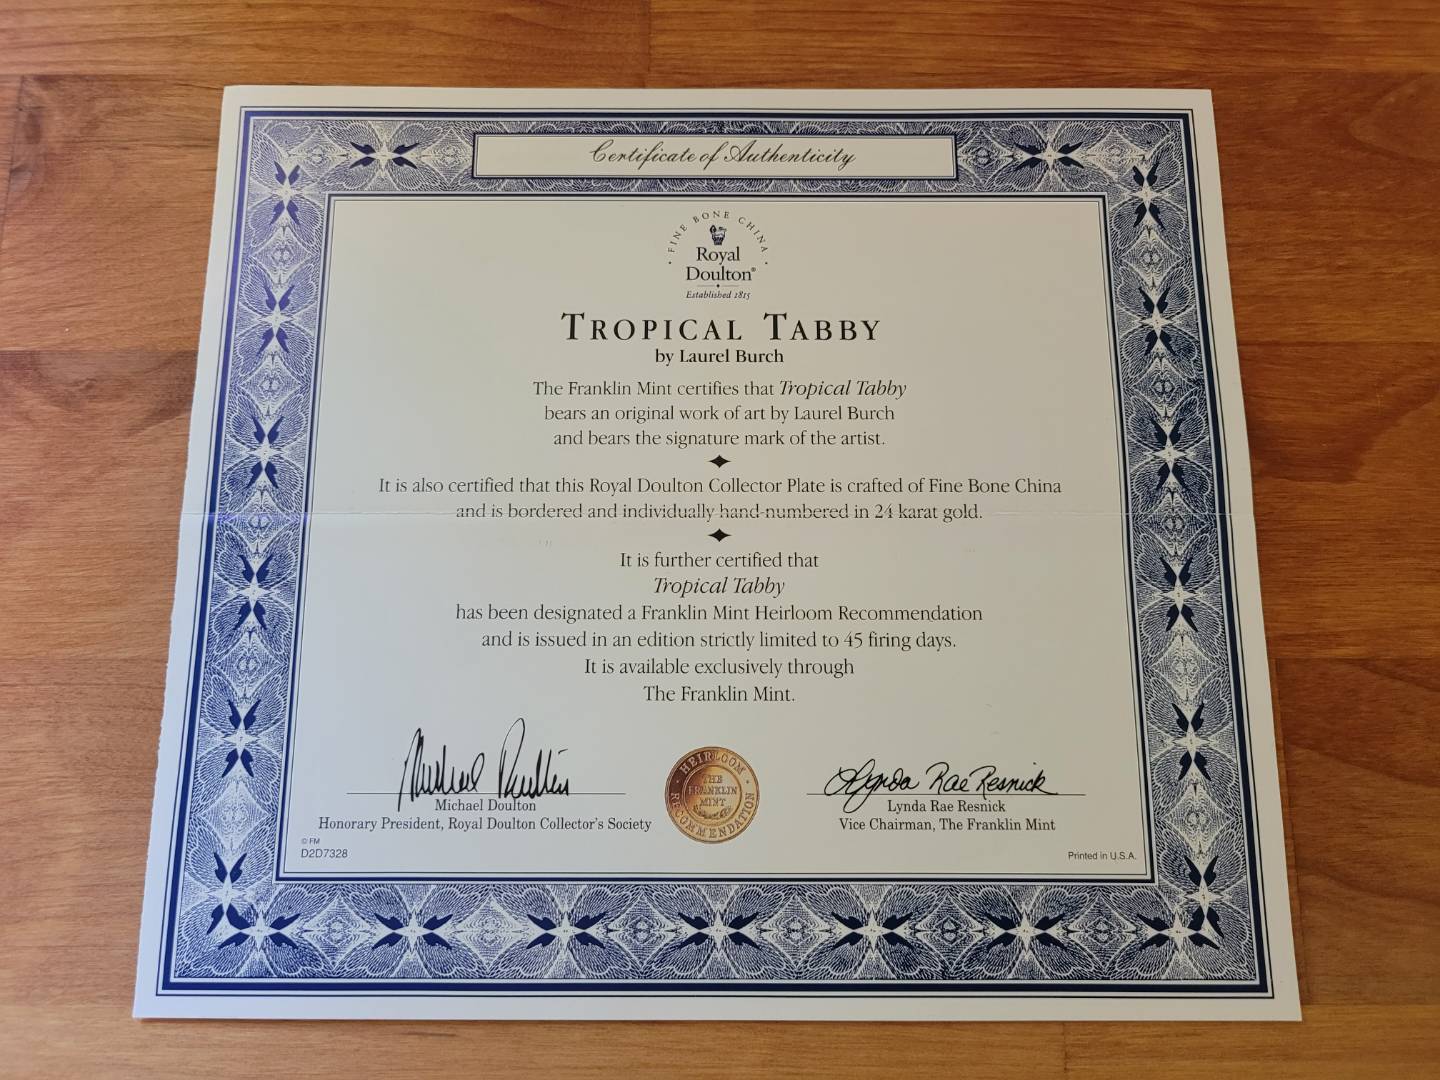 Certificate of Authenticity
FINE BONE CHINA
Royal
Doulton®
Established 1815
TROPICAL TABBY
by Laurel Burch
The Franklin Mint certifies that Tropical Tabby
bears an original work of art by Laurel Burch
and bears the signature mark of the artist.
It is also certified that this Royal Doulton Collector Plate is crafted of Fine Bone China
and is bordered and individually hand-numbered in 24 karat gold.
It is further certified that
Tropical Tabby
has been designated a Franklin Mint Heirloom Recommendation
and is issued in an edition strictly limited to 45 firing days.
It is available exclusively through
The Franklin Mint.
Michael Doulton
Michael Doulton
Honorary President, Royal Doulton Collector's Society
HEIRLOOM
THE
FRANKLIN
MINT
RECOMMENDATION
Lynda Rae Resnick
Lynda Rae Resnick
Vice Chairman, The Franklin Mint
© FM
D2D7328
Printed in U.S.A.